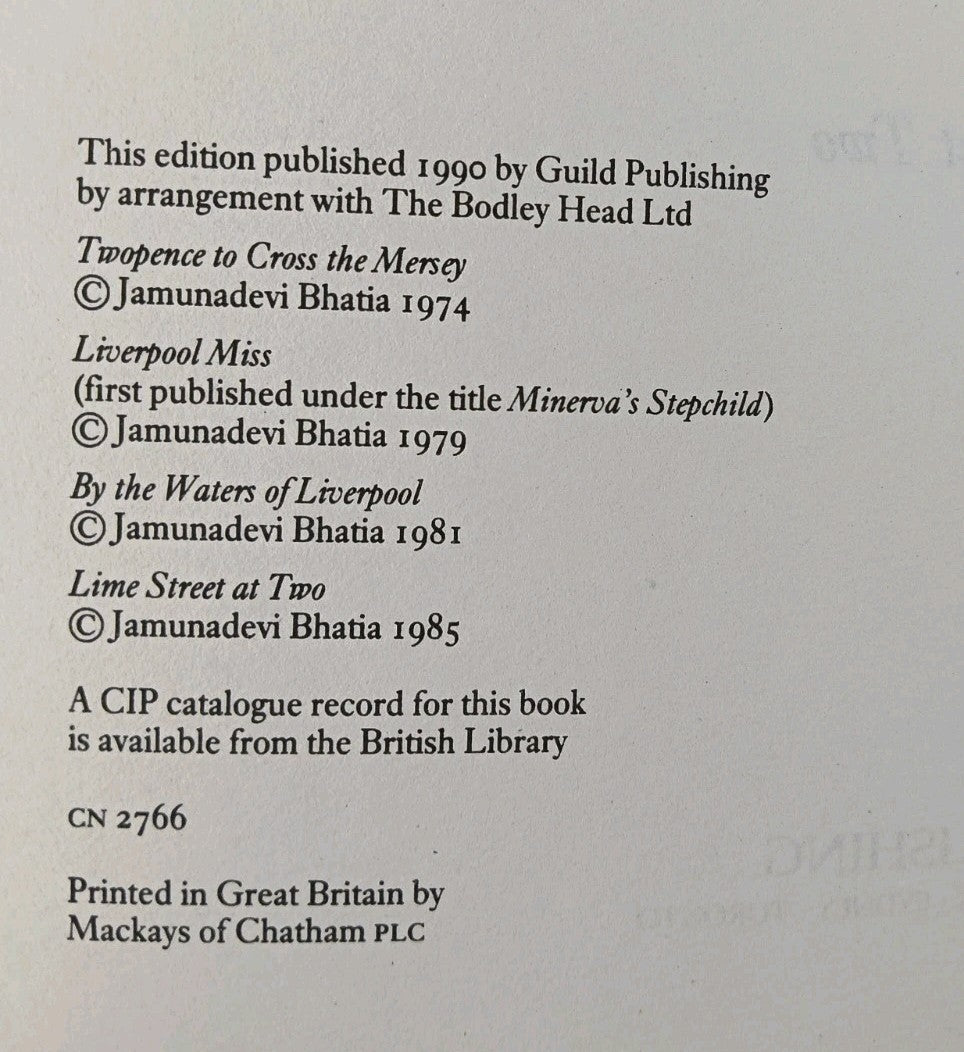 This edition published 1990 by Guild Publishing
by arrangement with The Bodley Head Ltd
Twopence to Cross the Mersey
© Jamunadevi Bhatia 1974
Liverpool Miss
(first published under the title Minerva's Stepchild)
© Jamunadevi Bhatia 1979
By the Waters of Liverpool
© Jamunadevi Bhatia 1981
Lime Street at Two
© Jamunadevi Bhatia 1985
A CIP catalogue record for this book
is available from the British Library
CN 2766
Printed in Great Britain by
Mackays of Chatham PLC